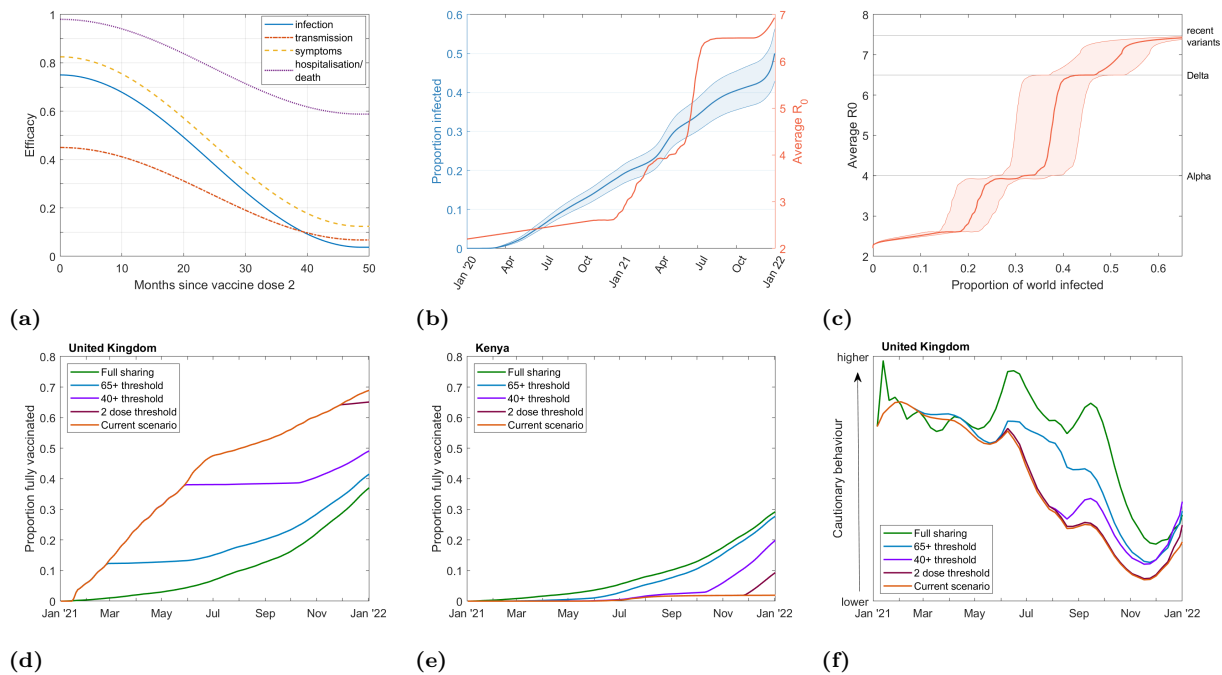 1
0.8
0.6
0.4
0.2
0
Efficacy
0 10 20 30 40 50
Months since vaccine dose 2
infection
transmission
symptoms
hospitalisation/
death
(a)
0.6
0.5
0.4
0.3
0.2
0.1
0
Proportion infected
7
6
5
4
3
2
Average R0
Jan '20 Apr Jul Oct Jan '21 Apr Jul Oct Jan '22
(b)
8
7
6
5
4
3
2
Average R0
0 0.1 0.2 0.3 0.4 0.5 0.6
Proportion of world infected
recent
variants
Delta
Alpha
(c)
United Kingdom
0.8
0.7
0.6
0.5
0.4
0.3
0.2
0.1
0
Proportion fully vaccinated
Full sharing
65+ threshold
40+ threshold
2 dose threshold
Current scenario
Jan '21 Mar May Jul Sep Nov Jan '22
(d)
Kenya
0.8
0.7
0.6
0.5
0.4
0.3
0.2
0.1
0
Proportion fully vaccinated
Full sharing
65+ threshold
40+ threshold
2 dose threshold
Current scenario
Jan '21 Mar May Jul Sep Nov Jan '22
(e)
United Kingdom
higher
Cautionary behaviour
lower
Full sharing
65+ threshold
40+ threshold
2 dose threshold
Current scenario
Jan '21 Mar May Jul Sep Nov Jan '22
(f)